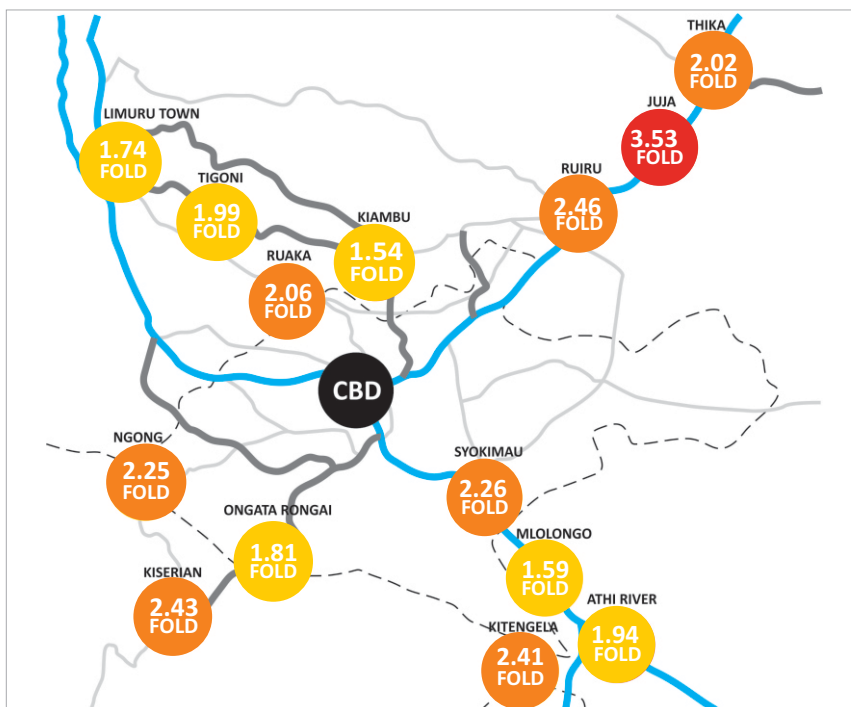 THIKA
2.02
FOLD
JUJA
3.53
FOLD
LIMURU TOWN
1.74
FOLD
RUIRU
2.46
FOLD
TIGONI
1.99
FOLD
KIAMBU
1.54
FOLD
RUAKA
2.06
FOLD
CBD
NGONG
2.25
FOLD
SYOKIMAU
2.26
FOLD
ONGATA RONGAI
1.81
FOLD
MLOLONGO
1.59
FOLD
KISERIAN
2.43
FOLD
ATHI RIVER
1.94
FOLD
KITENGELA
2.41
FOLD